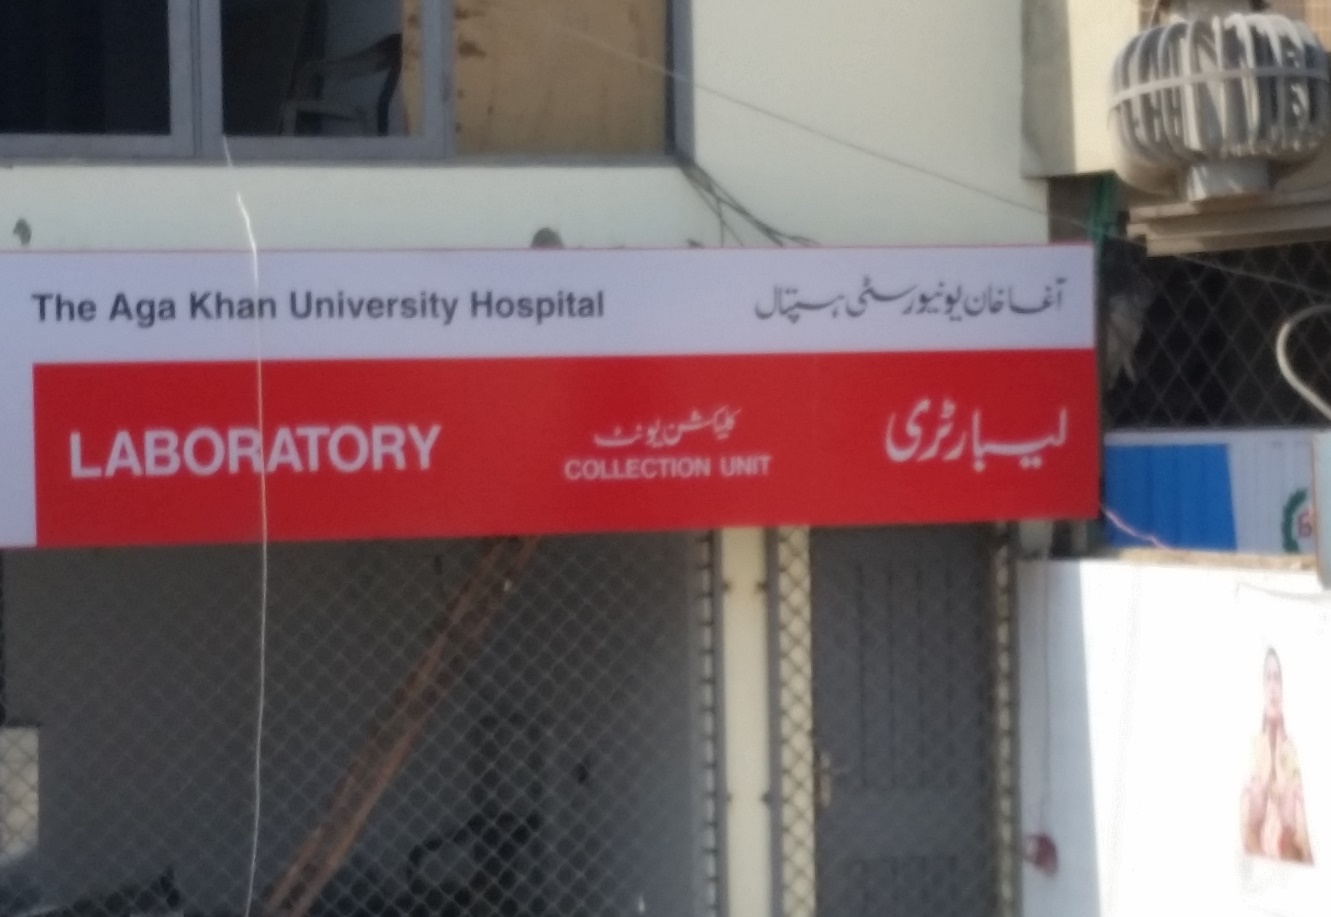 The Aga Khan University Hospital
آغا خان یونیورسٹی ہسپتال
LABORATORY
کلیکشن یونٹ
COLLECTION UNIT
لیبارٹری